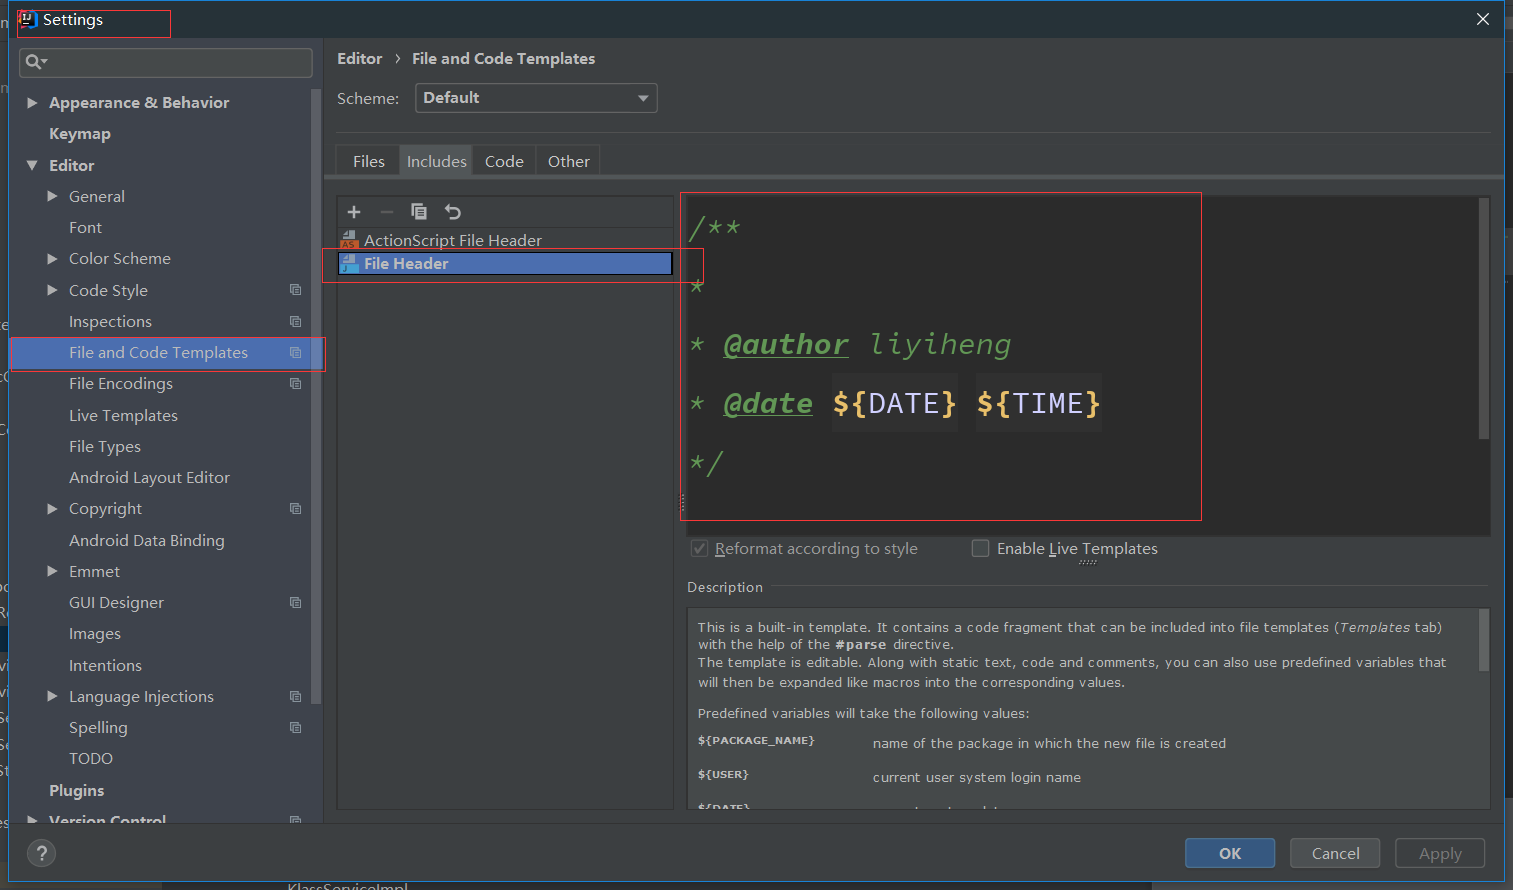 Settings
Appearance & Behavior
Keymap
Editor
General
Font
Color Scheme
Code Style
Inspections
File and Code Templates
File Encodings
Live Templates
File Types
Android Layout Editor
Copyright
Android Data Binding
Emmet
GUI Designer
Images
Intentions
Language Injections
Spelling
TODO
Plugins
Version Control
Editor › File and Code Templates
Scheme: Default
Files Includes Code Other
ActionScript File Header
File Header
/**
*
* @author liyiheng
* @date ${DATE} ${TIME}
*/
Reformat according to style Enable Live Templates
Description
This is a built-in template. It contains a code fragment that can be included into file templates (Templates tab)
with the help of the #parse directive.
The template is editable. Along with static text, code and comments, you can also use predefined variables that
will then be expanded like macros into the corresponding values.
Predefined variables will take the following values:
${PACKAGE_NAME} name of the package in which the new file is created
${USER} current user system login name
${DATE}
? OK Cancel Apply
KlassServiceImpl